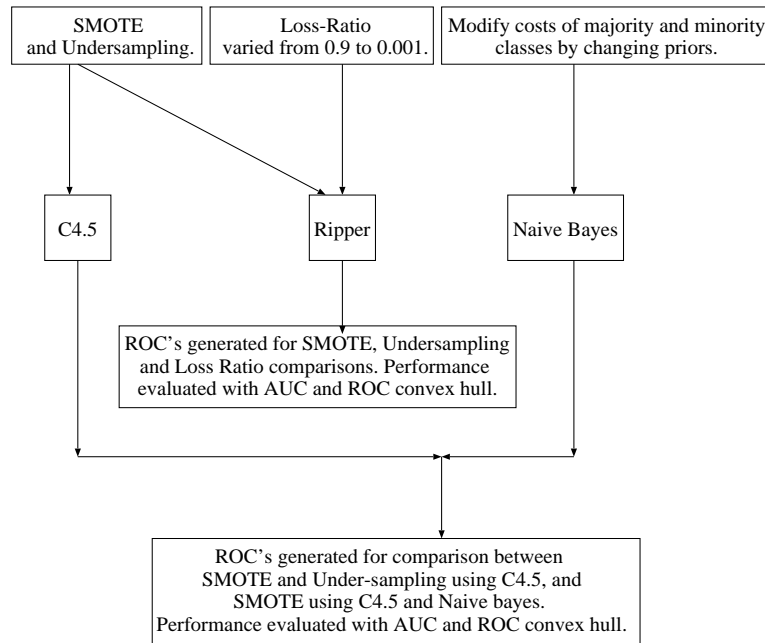 SMOTE
and Undersampling.
Loss-Ratio
varied from 0.9 to 0.001.
Modify costs of majority and minority
classes by changing priors.
C4.5
Ripper
Naive Bayes
ROC's generated for SMOTE, Undersampling
and Loss Ratio comparisons. Performance
evaluated with AUC and ROC convex hull.
ROC's generated for comparison between
SMOTE and Under-sampling using C4.5, and
SMOTE using C4.5 and Naive bayes.
Performance evaluated with AUC and ROC convex hull.